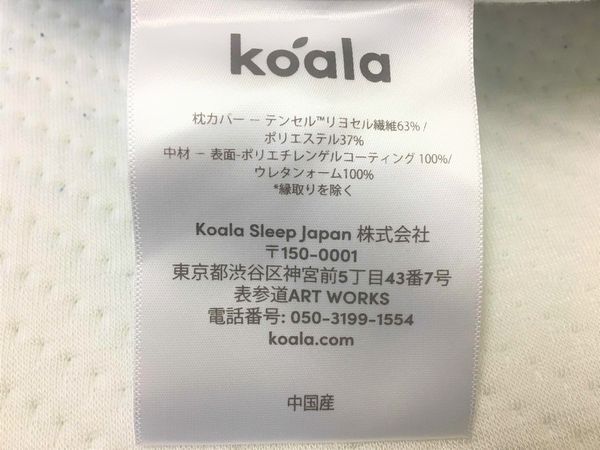 koala
枕カバー － テンセル™リヨセル繊維63% /
ポリエステル37%
中材 － 表面-ポリエチレンゲルコーティング 100%/
ウレタンォーム100%
*縁取りを除く
Koala Sleep Japan 株式会社
〒150-0001
東京都渋谷区神宮前5丁目43番7号
表参道ART WORKS
電話番号: 050-3199-1554
koala.com
中国産